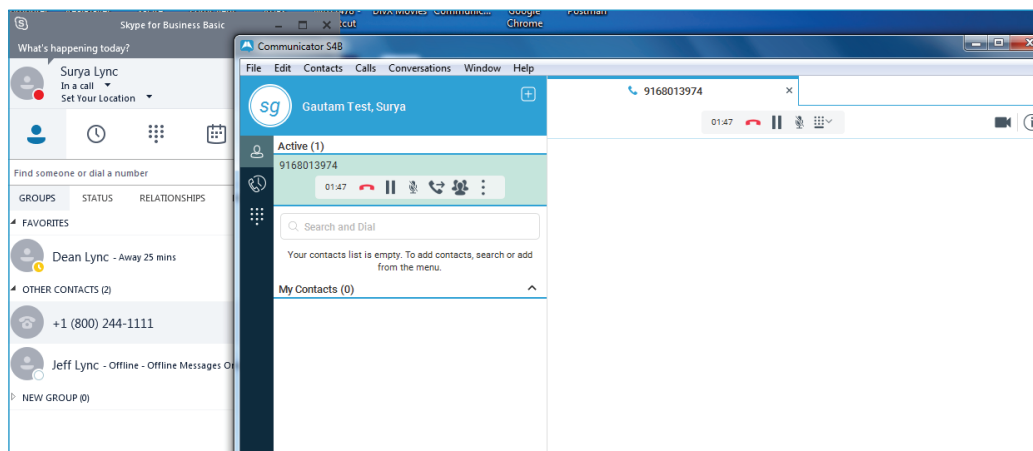 Skype for Business Basic
Google
Chrome
Postman
What's happening today?
Surya Lync
In a call
Set Your Location
Find someone or dial a number
GROUPS STATUS RELATIONSHIPS
FAVORITES
Dean Lync - Away 25 mins
OTHER CONTACTS (2)
+1 (800) 244-1111
Jeff Lync - Offline - Offline Messages
NEW GROUP (0)
Communicator S4B
File Edit Contacts Calls Conversations Window Help
sg
Gautam Test, Surya
Active (1)
9168013974
01:47
Search and Dial
Your contacts list is empty. To add contacts, search or add
from the menu.
My Contacts (0)
9168013974
01:47